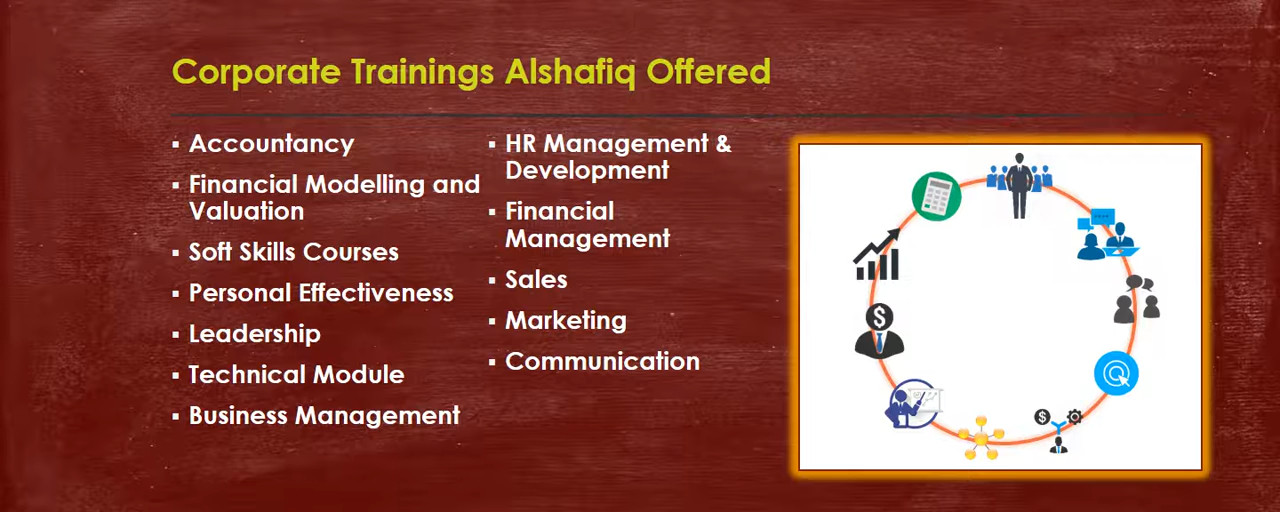 Corporate Trainings Alshafiq Offered
▪ Accountancy
▪ Financial Modelling and
Valuation
▪ Soft Skills Courses
▪ Personal Effectiveness
▪ Leadership
▪ Technical Module
▪ Business Management
▪ HR Management &
Development
▪ Financial
Management
▪ Sales
▪ Marketing
▪ Communication
$
$